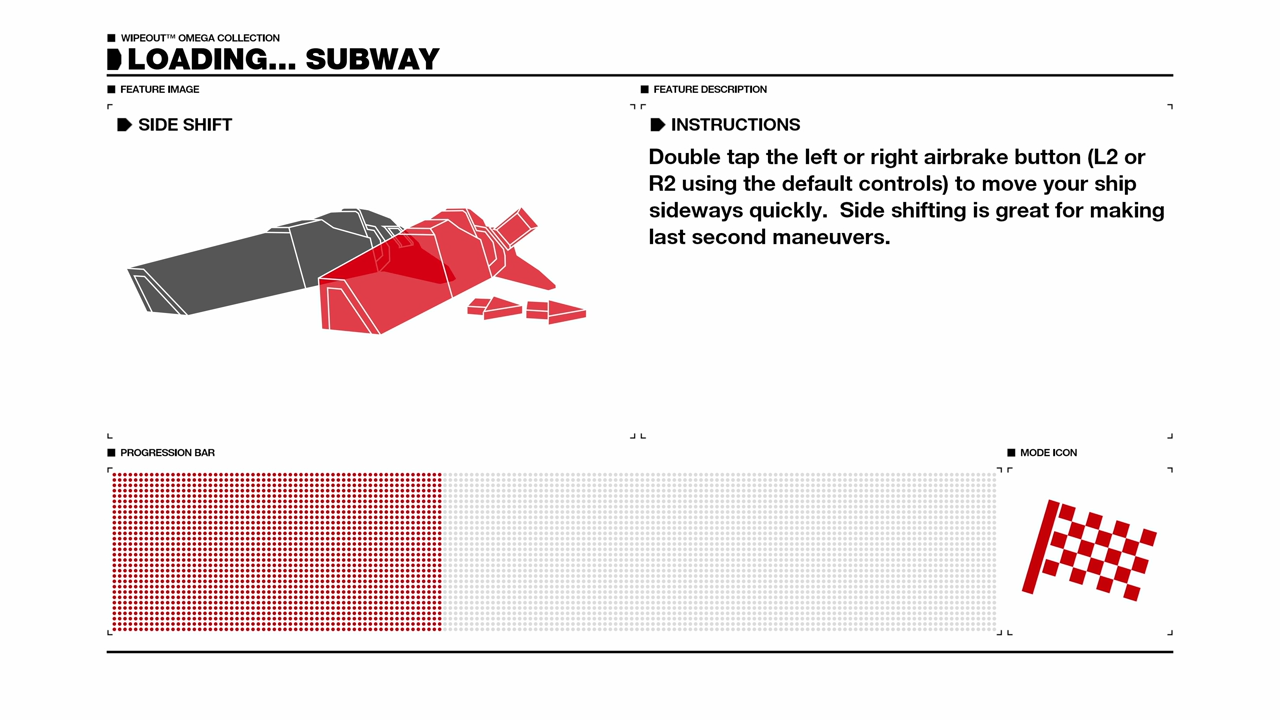 WIPEOUT™ OMEGA COLLECTION
LOADING... SUBWAY
FEATURE IMAGE
SIDE SHIFT
FEATURE DESCRIPTION
INSTRUCTIONS
Double tap the left or right airbrake button (L2 or
R2 using the default controls) to move your ship
sideways quickly.  Side shifting is great for making
last second maneuvers.
PROGRESSION BAR
MODE ICON